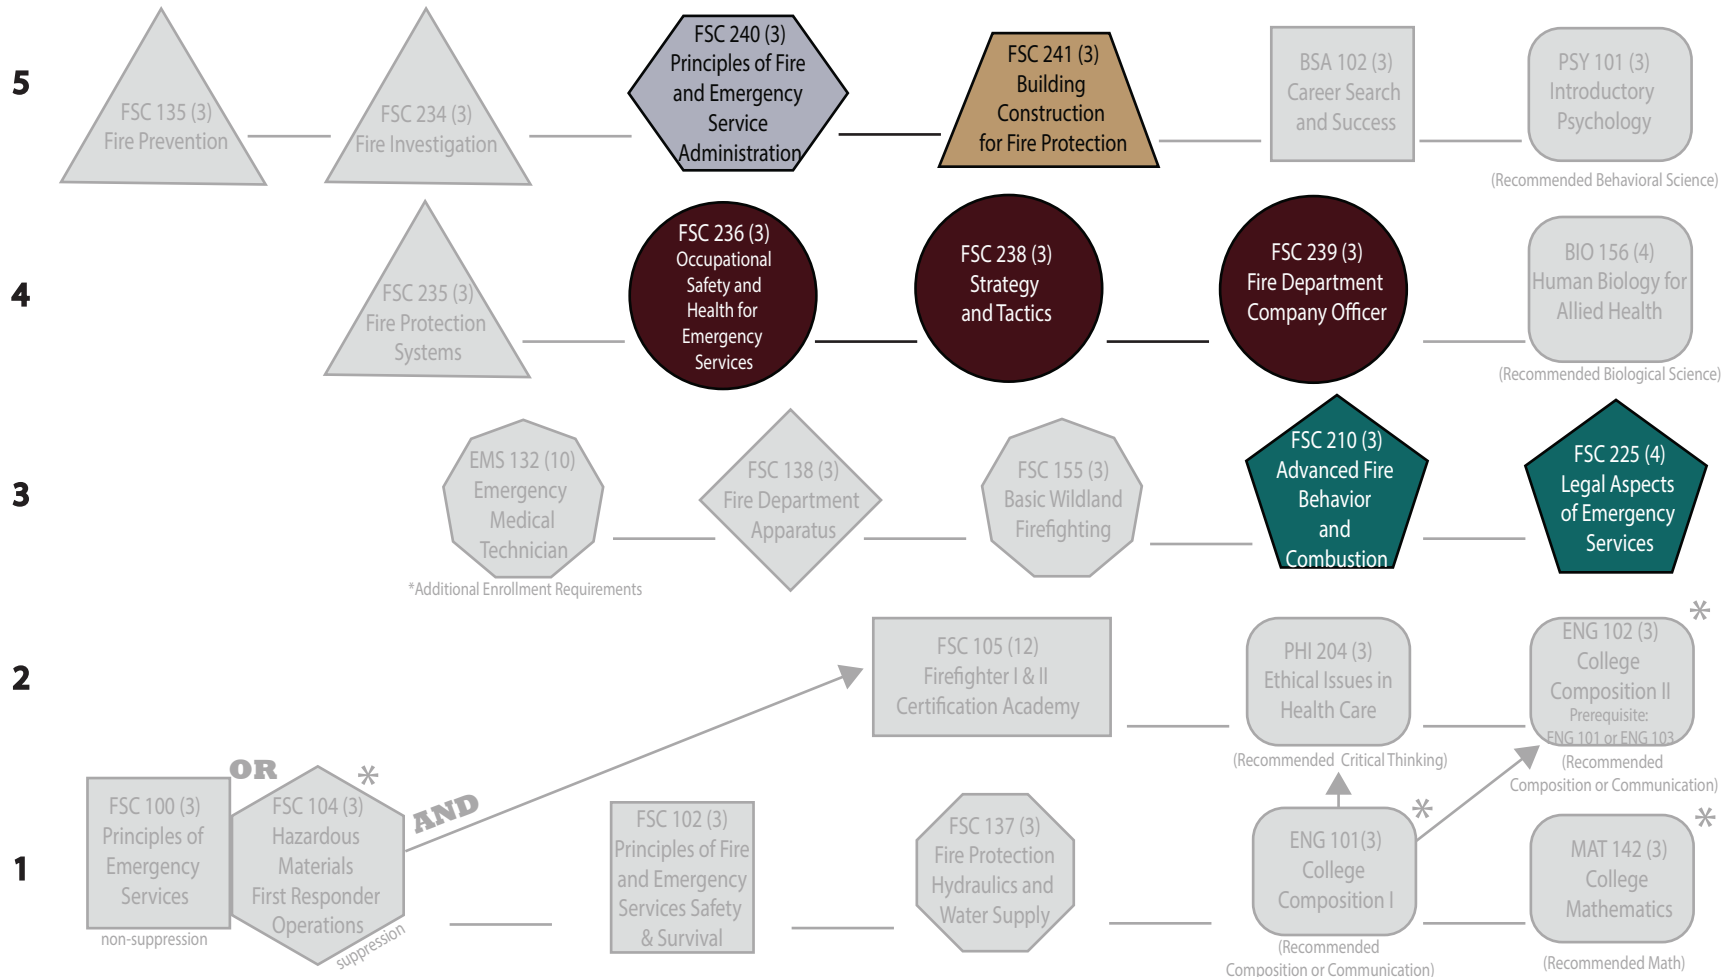 5
FSC 135 (3)
Fire Prevention
FSC 234 (3)
Fire Investigation
FSC 240 (3)
Principles of Fire
and Emergency
Service
Administration
FSC 241 (3)
Building
Construction
for Fire Protection
BSA 102 (3)
Career Search
and Success
PSY 101 (3)
Introductory
Psychology
(Recommended Behavioral Science)
4
FSC 235 (3)
Fire Protection
Systems
FSC 236 (3)
Occupational
Safety and
Health for
Emergency
Services
FSC 238 (3)
Strategy
and Tactics
FSC 239 (3)
Fire Department
Company Officer
BIO 156 (4)
Human Biology for
Allied Health
(Recommended Biological Science)
3
EMS 132 (10)
Emergency
Medical
Technician
*Additional Enrollment Requirements
FSC 138 (3)
Fire Department
Apparatus
FSC 155 (3)
Basic Wildland
Firefighting
FSC 210 (3)
Advanced Fire
Behavior
and
Combustion
FSC 225 (4)
Legal Aspects
of Emergency
Services
2
FSC 105 (12)
Firefighter I & II
Certification Academy
PHI 204 (3)
Ethical Issues in
Health Care
(Recommended Critical Thinking)
*
ENG 102 (3)
College
Composition II
Prerequisite:
ENG 101 or ENG 103
(Recommended
Composition or Communication)
1
FSC 100 (3)
Principles of
Emergency
Services
non-suppression
OR
*
FSC 104 (3)
Hazardous
Materials
First Responder
Operations
suppression
AND
FSC 102 (3)
Principles of Fire
and Emergency
Services Safety
& Survival
FSC 137 (3)
Fire Protection
Hydraulics and
Water Supply
*
ENG 101(3)
College
Composition I
(Recommended
Composition or Communication)
*
MAT 142 (3)
College
Mathematics
(Recommended Math)